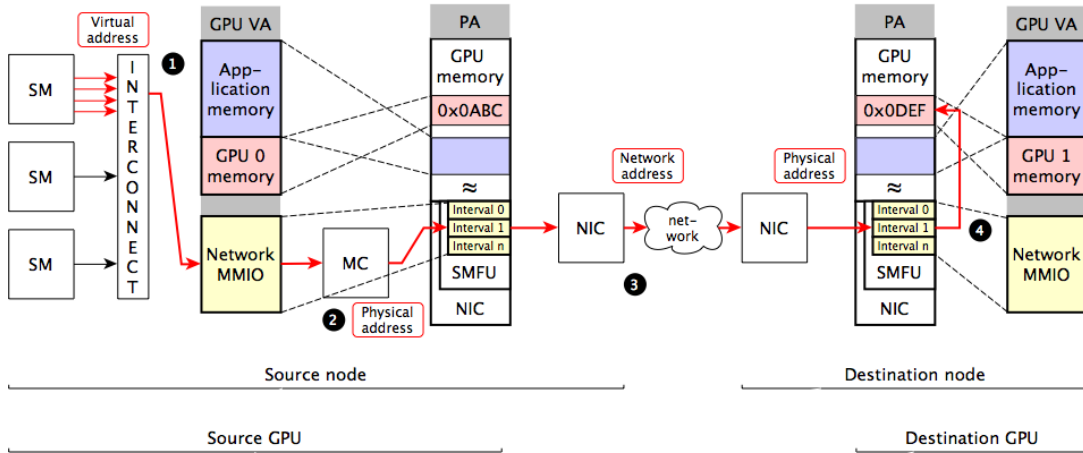 Virtual
address
GPU VA
PA
PA
GPU VA
1
SM
SM
SM
INTERCONNECT
App-
lication
memory
GPU 0
memory
Network
MMIO
MC
2
Physical
address
GPU
memory
0x0ABC
≈
Interval 0
Interval 1
Interval n
SMFU
NIC
NIC
Network
address
net-
work
3
Physical
address
NIC
GPU
memory
0x0DEF
≈
Interval 0
Interval 1
Interval n
SMFU
NIC
4
App-
lication
memory
GPU 1
memory
Network
MMIO
Source node
Destination node
Source GPU
Destination GPU